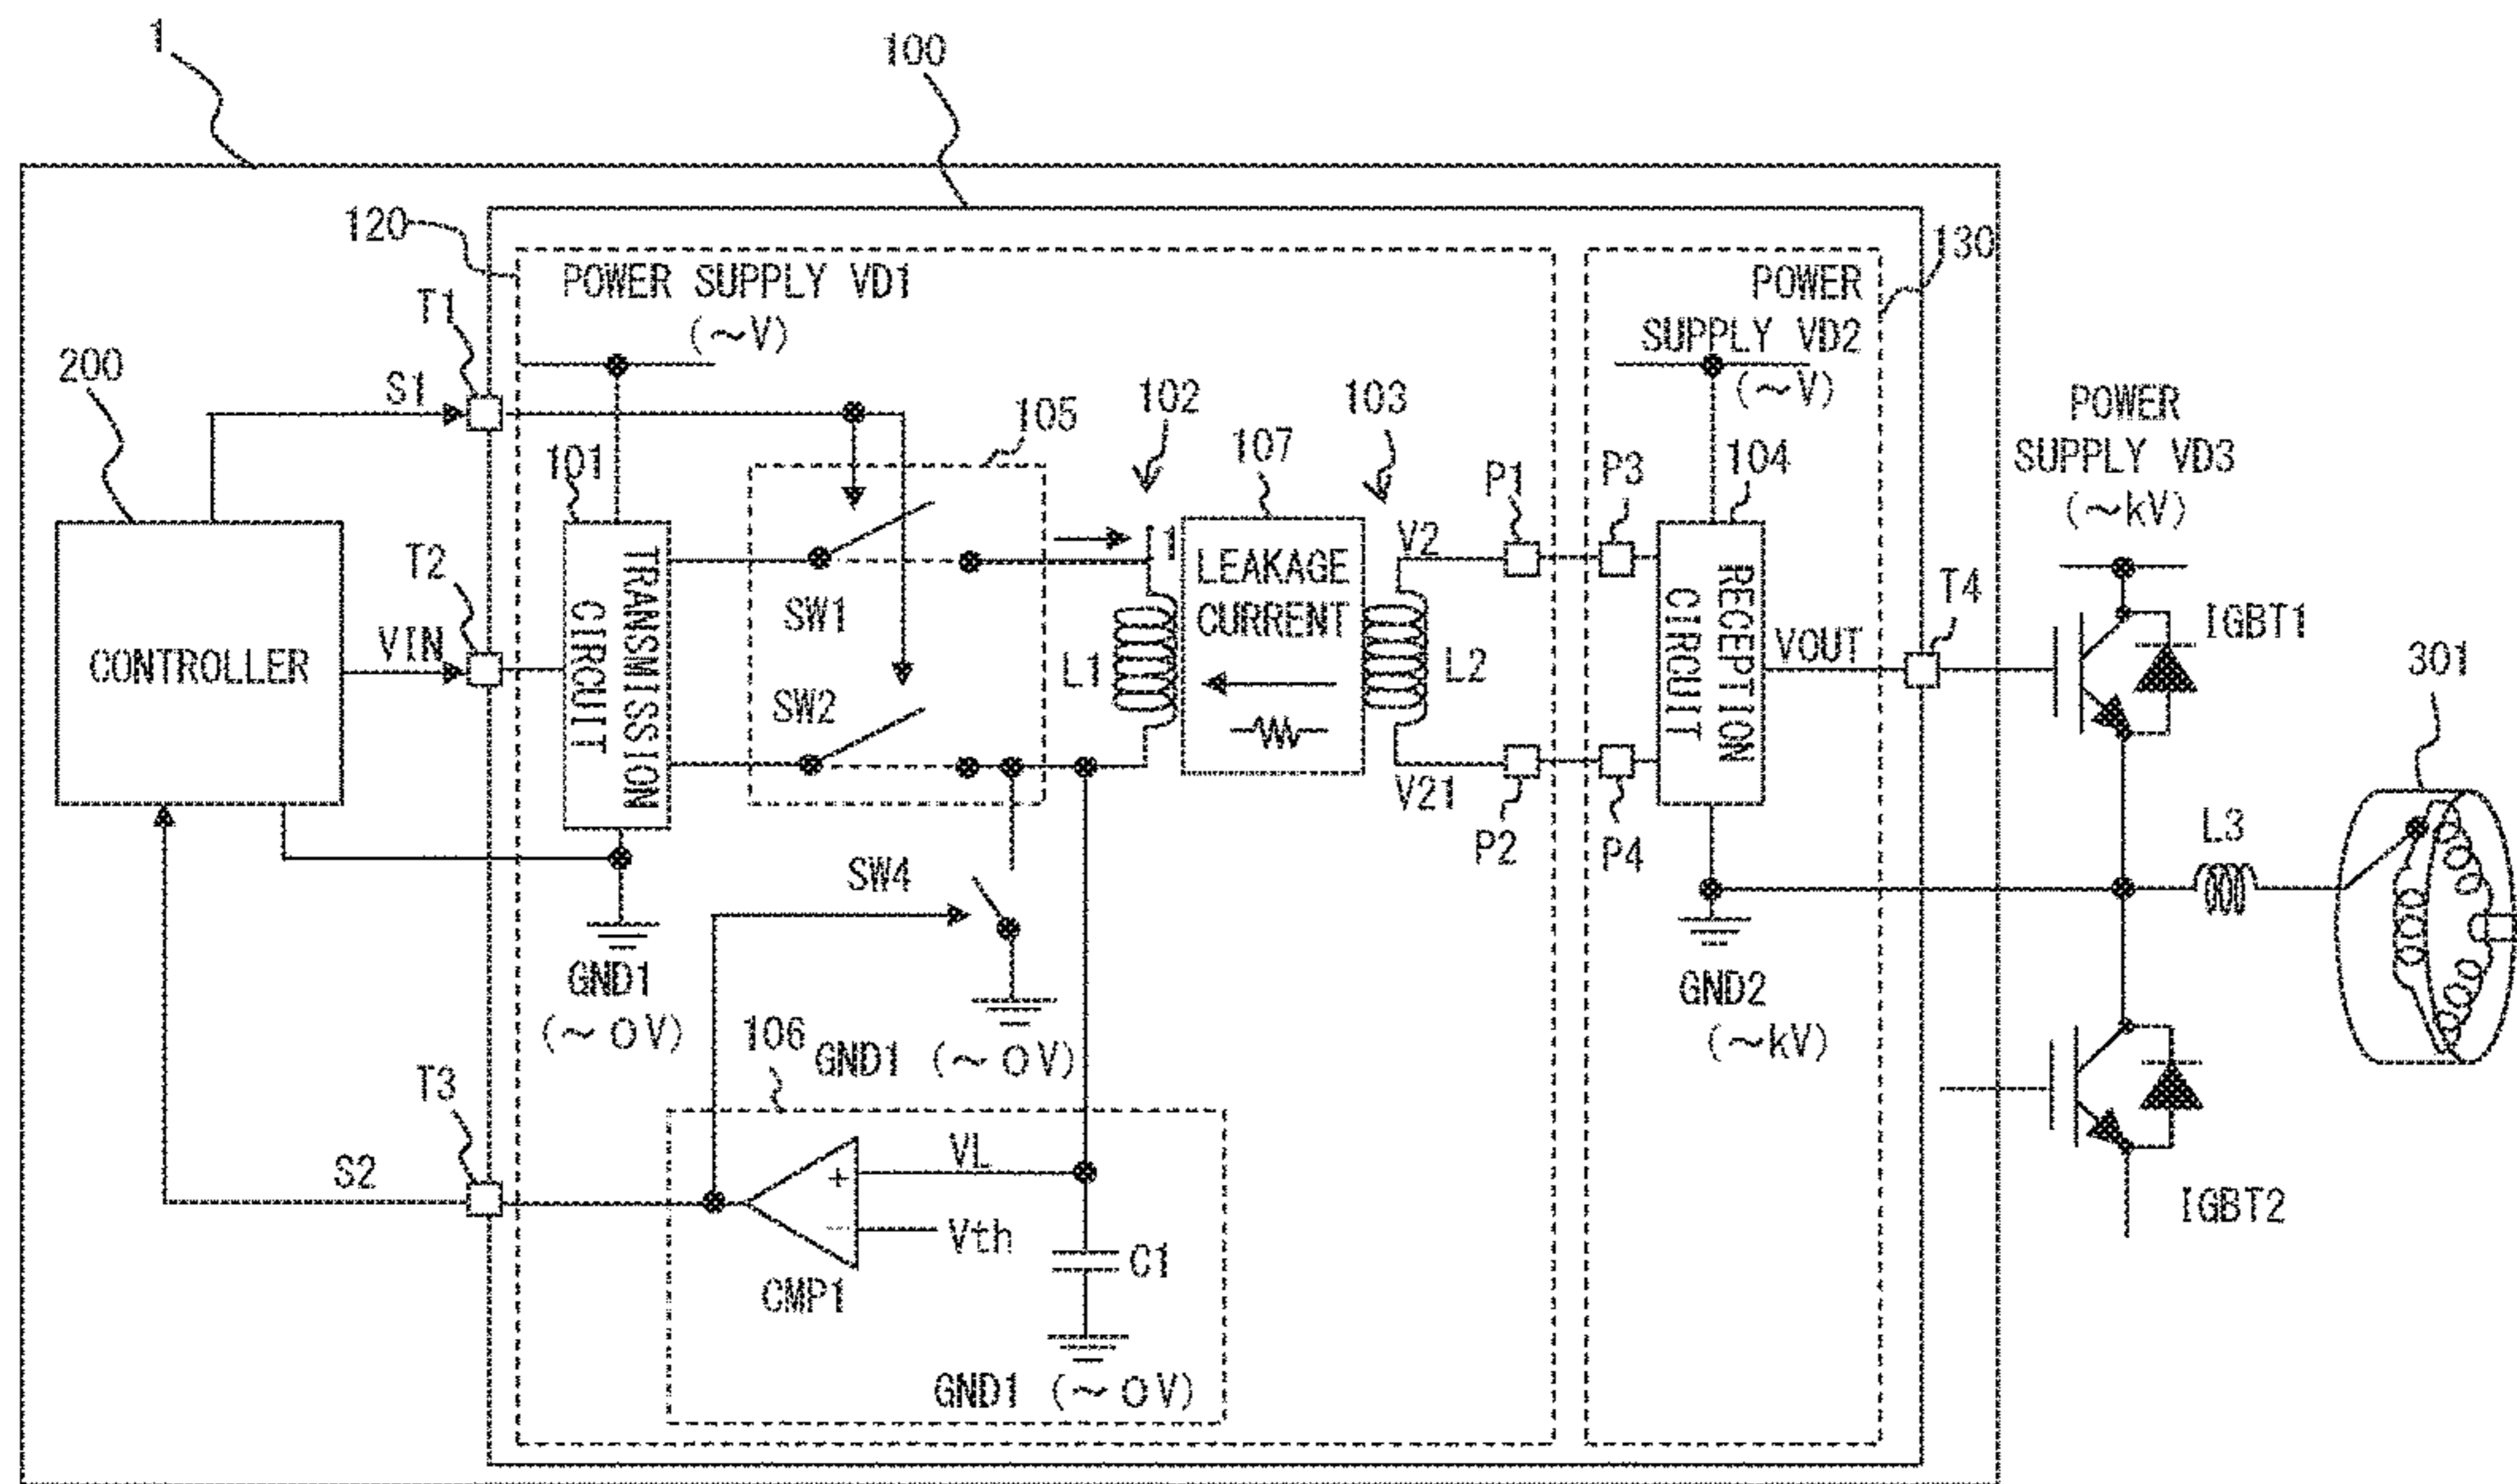 1
100
120
130
POWER SUPPLY VD1
(~V)
POWER
SUPPLY VD2
(~V)
T1
200
S1
101
105
102
107
103
P1
P3
104
POWER
SUPPLY VD3
(~kV)
T2
VIN
CONTROLLER
TRANSMISSION
CIRCUIT
SW1
SW2
I1
L1
LEAKAGE
CURRENT
V2
L2
V21
P2
P4
RECEPTION
CIRCUIT
VOUT
T4
IGBT1
301
L3
SW4
GND1
(~0V)
106
GND1 (~0V)
GND2
(~kV)
T3
S2
VL
+
−
Vth
CMP1
C1
GND1 (~0V)
IGBT2